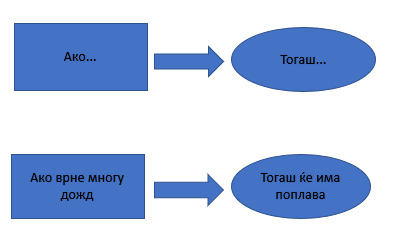 Ако...
Тогаш...
Ако врне многу
дожд
Тогаш ќе има
поплава